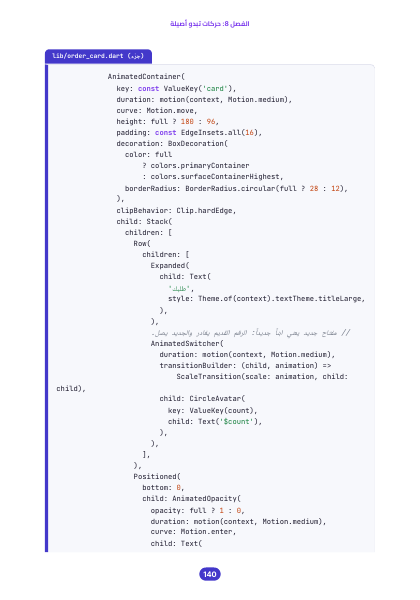 الفصل 8: حركات تبدو أصيلة
lib/order_card.dart (جزء)
AnimatedContainer(
key: const ValueKey('card'),
duration: motion(context, Motion.medium),
curve: Motion.move,
height: full ? 180 : 96,
padding: const EdgeInsets.all(16),
decoration: BoxDecoration(
color: full
? colors.primaryContainer
: colors.surfaceContainerHighest,
borderRadius: BorderRadius.circular(full ? 28 : 12),
),
clipBehavior: Clip.hardEdge,
child: Stack(
children: [
Row(
children: [
Expanded(
child: Text(
'طلبك',
style: Theme.of(context).textTheme.titleLarge,
),
),
// مفتاح جديد يعني ابناً جديداً: الرقم القديم يغادر والجديد يصل.
AnimatedSwitcher(
duration: motion(context, Motion.medium),
transitionBuilder: (child, animation) =>
ScaleTransition(scale: animation, child:
child),
child: CircleAvatar(
key: ValueKey(count),
child: Text('$count'),
),
),
],
),
Positioned(
bottom: 0,
child: AnimatedOpacity(
opacity: full ? 1 : 0,
duration: motion(context, Motion.medium),
curve: Motion.enter,
child: Text(
140